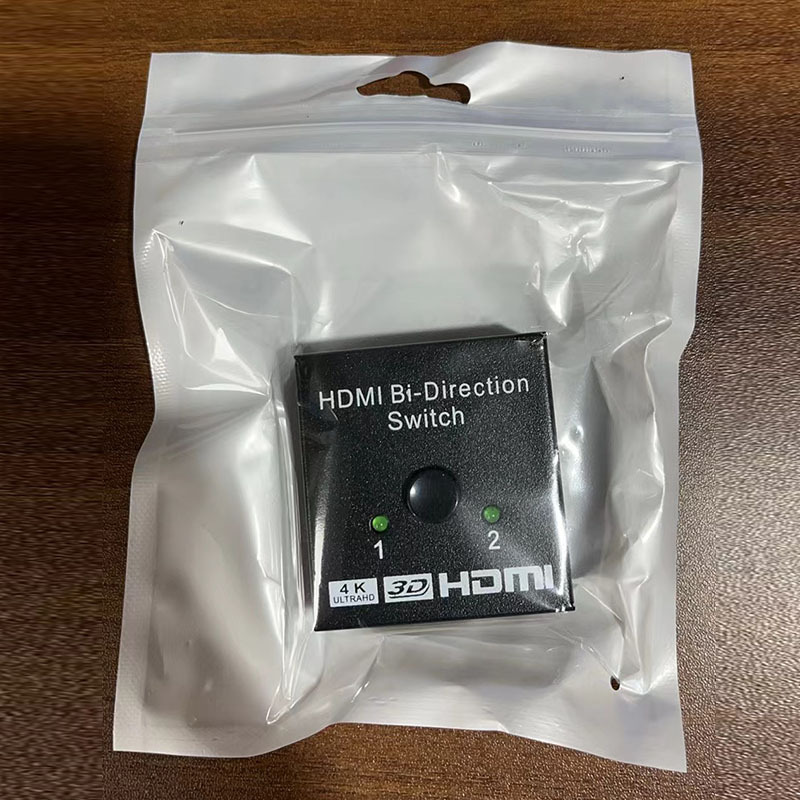 HDMI Bi-Direction
Switch
1 2
4K
ULTRAHD
3D
HDMI